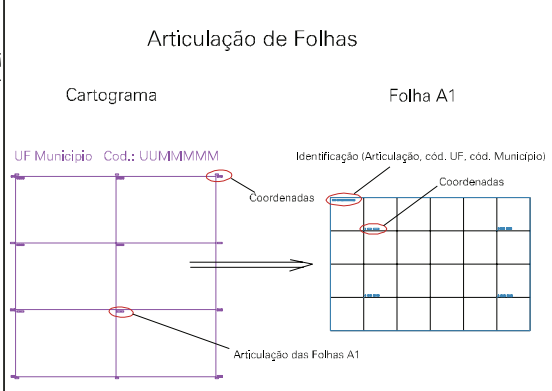 Articulação de Folhas
Cartograma
Folha A1
UF Municipio Cod.: UUMMMMM
Identificação (Articulação, cód. UF, cód. Município)
Coordenadas
Coordenadas
Articulação das Folhas A1